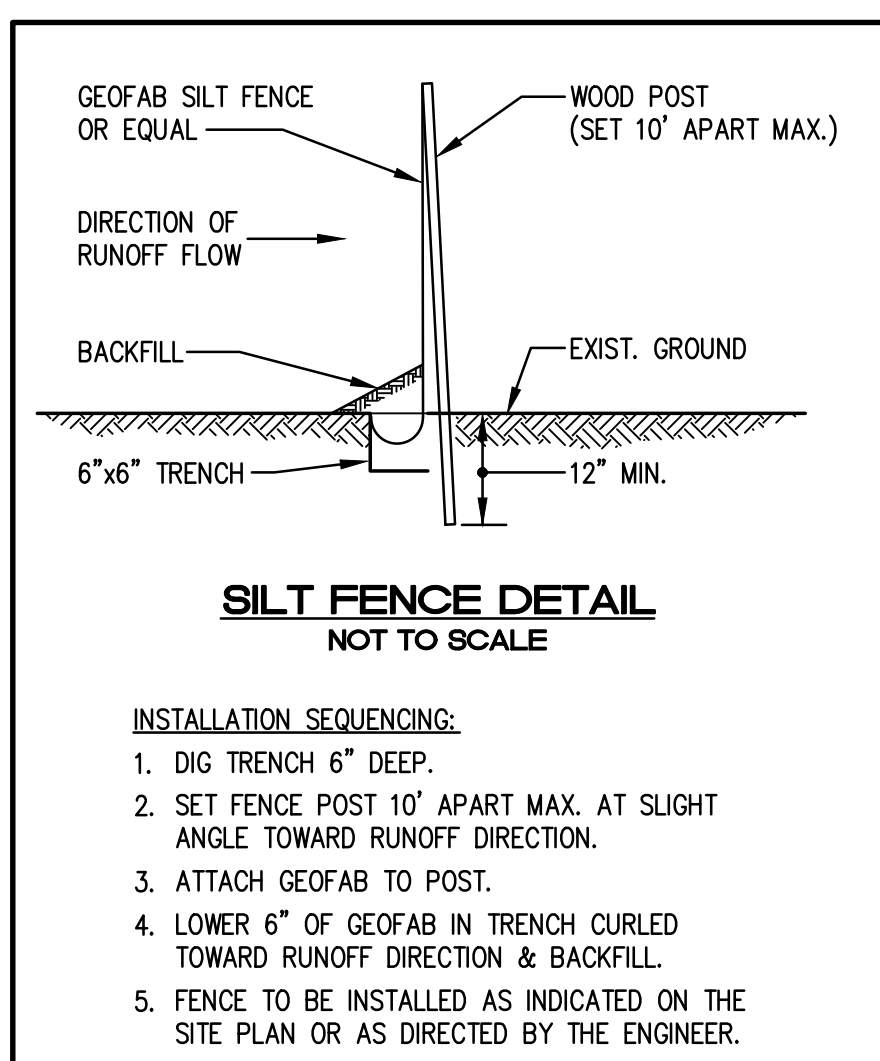 GEOFAB SILT FENCE
OR EQUAL
WOOD POST
(SET 10' APART MAX.)
DIRECTION OF
RUNOFF FLOW
BACKFILL
EXIST. GROUND
6"x6" TRENCH
12" MIN.
SILT FENCE DETAIL
NOT TO SCALE
INSTALLATION SEQUENCING:
1. DIG TRENCH 6" DEEP.
2. SET FENCE POST 10' APART MAX. AT SLIGHT
ANGLE TOWARD RUNOFF DIRECTION.
3. ATTACH GEOFAB TO POST.
4. LOWER 6" OF GEOFAB IN TRENCH CURLED
TOWARD RUNOFF DIRECTION & BACKFILL.
5. FENCE TO BE INSTALLED AS INDICATED ON THE
SITE PLAN OR AS DIRECTED BY THE ENGINEER.